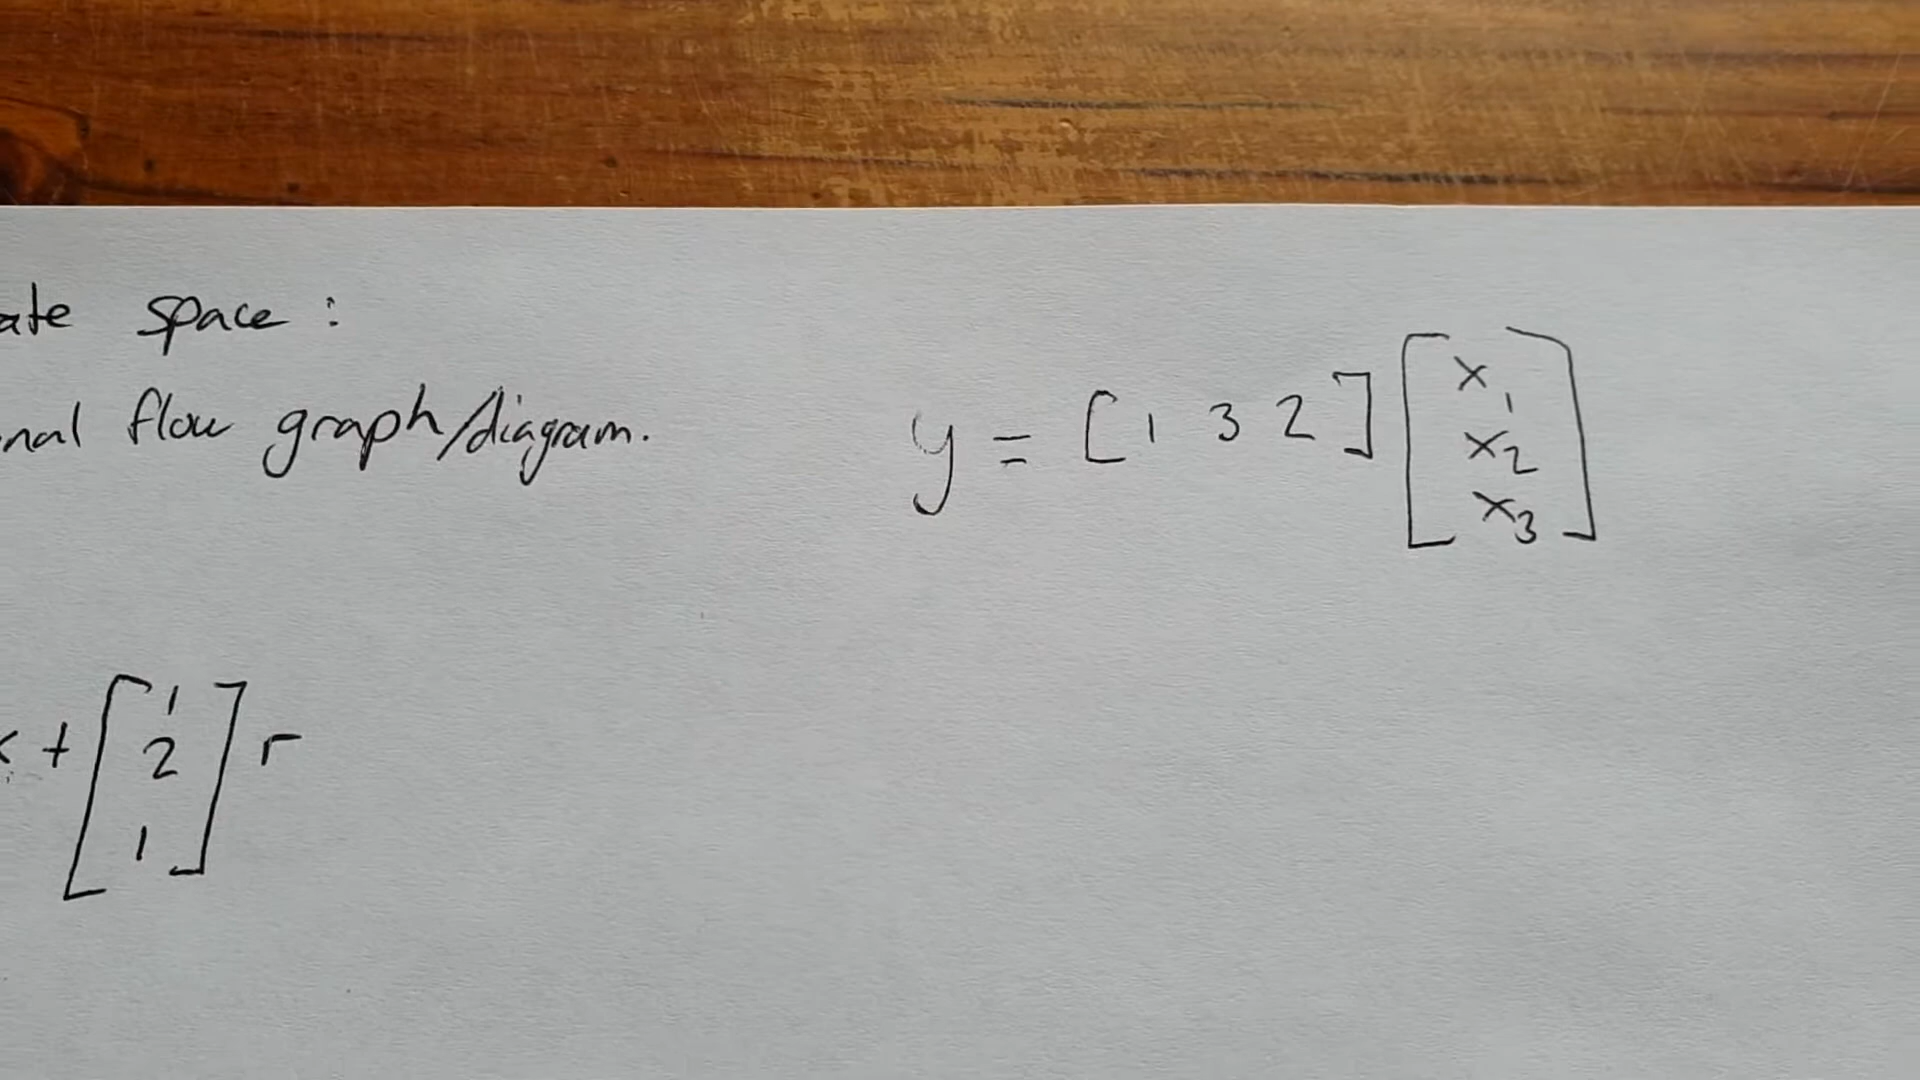 ate space :
nal flow graph/diagram.
y = [ 1 3 2 ] [ x₁ x₂ x₃ ]
x + [ 1 2 1 ] r